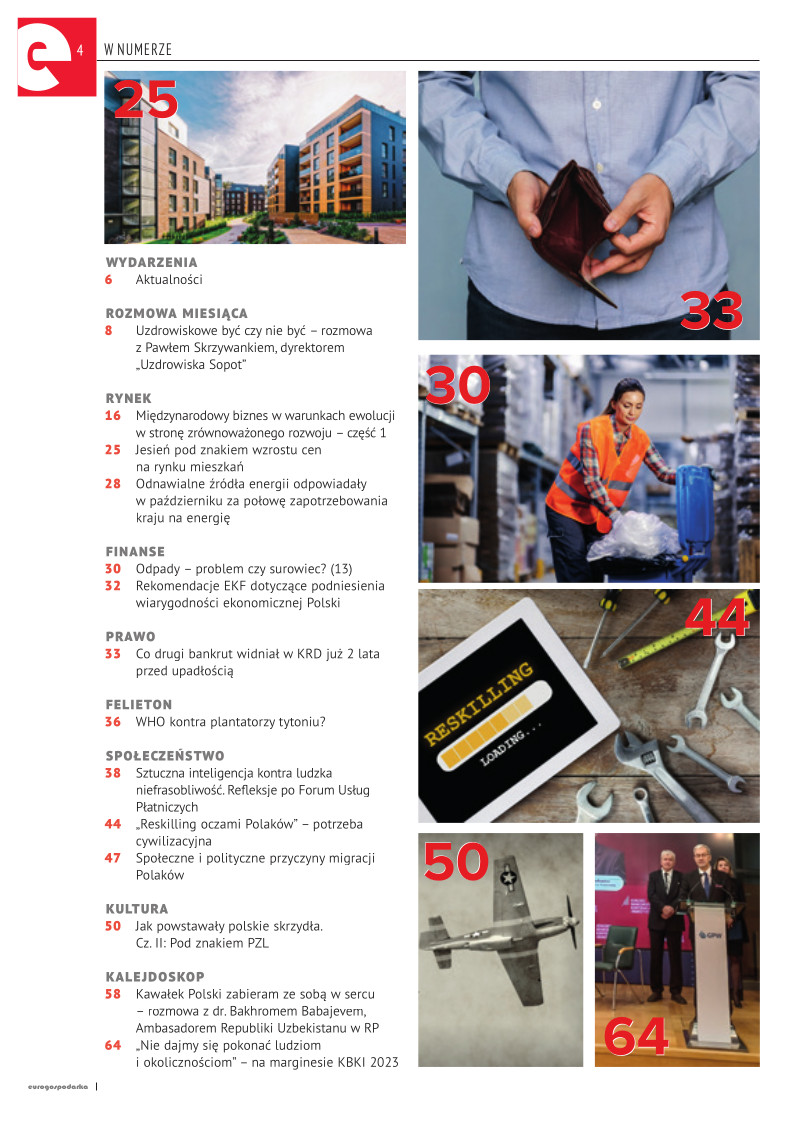 4
W NUMERZE
25
WYDARZENIA
6 Aktualności
ROZMOWA MIESIĄCA
8 Uzdrowiskowe być czy nie być – rozmowa
z Pawłem Skrzywankiem, dyrektorem
„Uzdrowiska Sopot”
RYNEK
16 Międzynarodowy biznes w warunkach ewolucji
w stronę zrównoważonego rozwoju – część 1
25 Jesień pod znakiem wzrostu cen
na rynku mieszkań
28 Odnawialne źródła energii odpowiadały
w październiku za połowę zapotrzebowania
kraju na energię
FINANSE
30 Odpady – problem czy surowiec? (13)
32 Rekomendacje EKF dotyczące podniesienia
wiarygodności ekonomicznej Polski
PRAWO
33 Co drugi bankrut widniał w KRD już 2 lata
przed upadłością
FELIETON
36 WHO kontra plantatorzy tytoniu?
SPOŁECZEŃSTWO
38 Sztuczna inteligencja kontra ludzka
niefrasobliwość. Refleksje po Forum Usług
Płatniczych
44 „Reskilling oczami Polaków” – potrzeba
cywilizacyjna
47 Społeczne i polityczne przyczyny migracji
Polaków
KULTURA
50 Jak powstawały polskie skrzydła.
Cz. II: Pod znakiem PZL
KALEJDOSKOP
58 Kawałek Polski zabieram ze sobą w sercu
– rozmowa z dr. Bakhromem Babajevem,
Ambasadorem Republiki Uzbekistanu w RP
64 „Nie dajmy się pokonać ludziom
i okolicznościom” – na marginesie KBKI 2023
33
30
44
RESKILLING
LOADING...
50
GPW
64
eurogospodarka